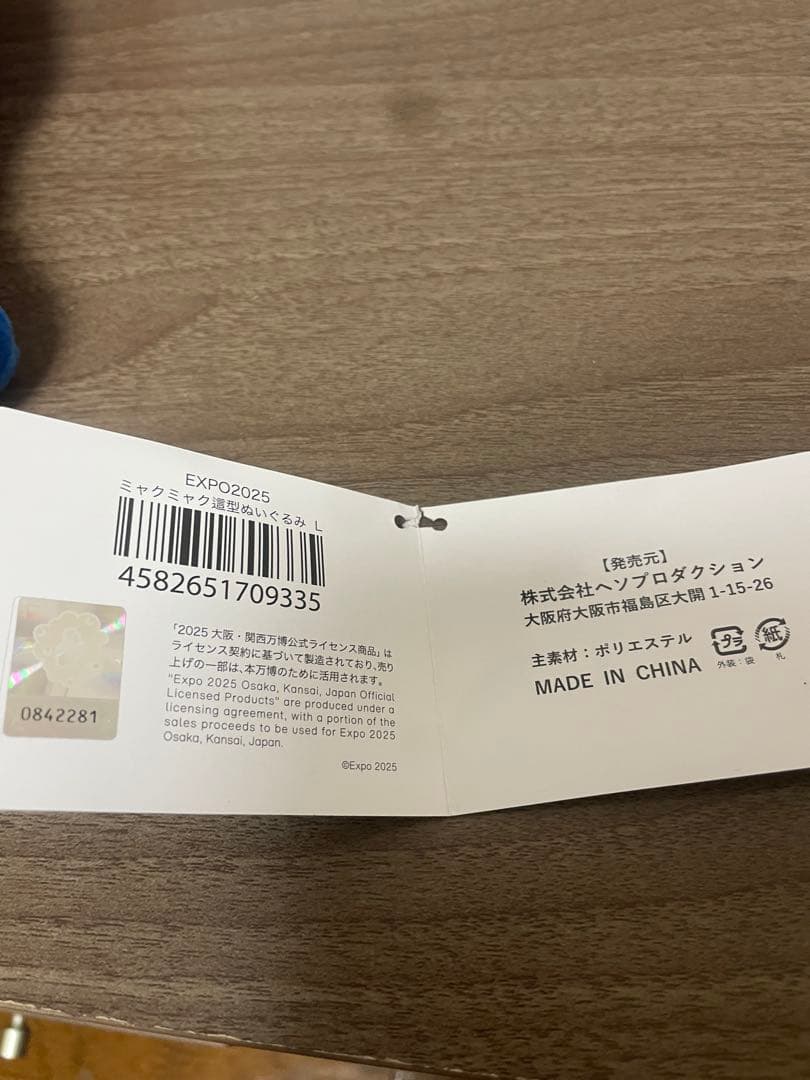 EXPO2025
ミャクミャク造型ぬいぐるみ L
4582651709335
「2025 大阪・関西万博公式ライセンス商品」は
ライセンス契約に基づいて製造されており、売り
上げの一部は、本万博のために活用されます。
"Expo 2025 Osaka, Kansai, Japan Official
Licensed Products" are produced under a
licensing agreement, with a portion of the
sales proceeds to be used for Expo 2025
Osaka, Kansai, Japan.
©Expo 2025
0842281
【発売元】
株式会社ヘソプロダクション
大阪府大阪市福島区大開 1-15-26
主素材：ポリエステル
MADE IN CHINA
プラ
外装：袋
紙
札